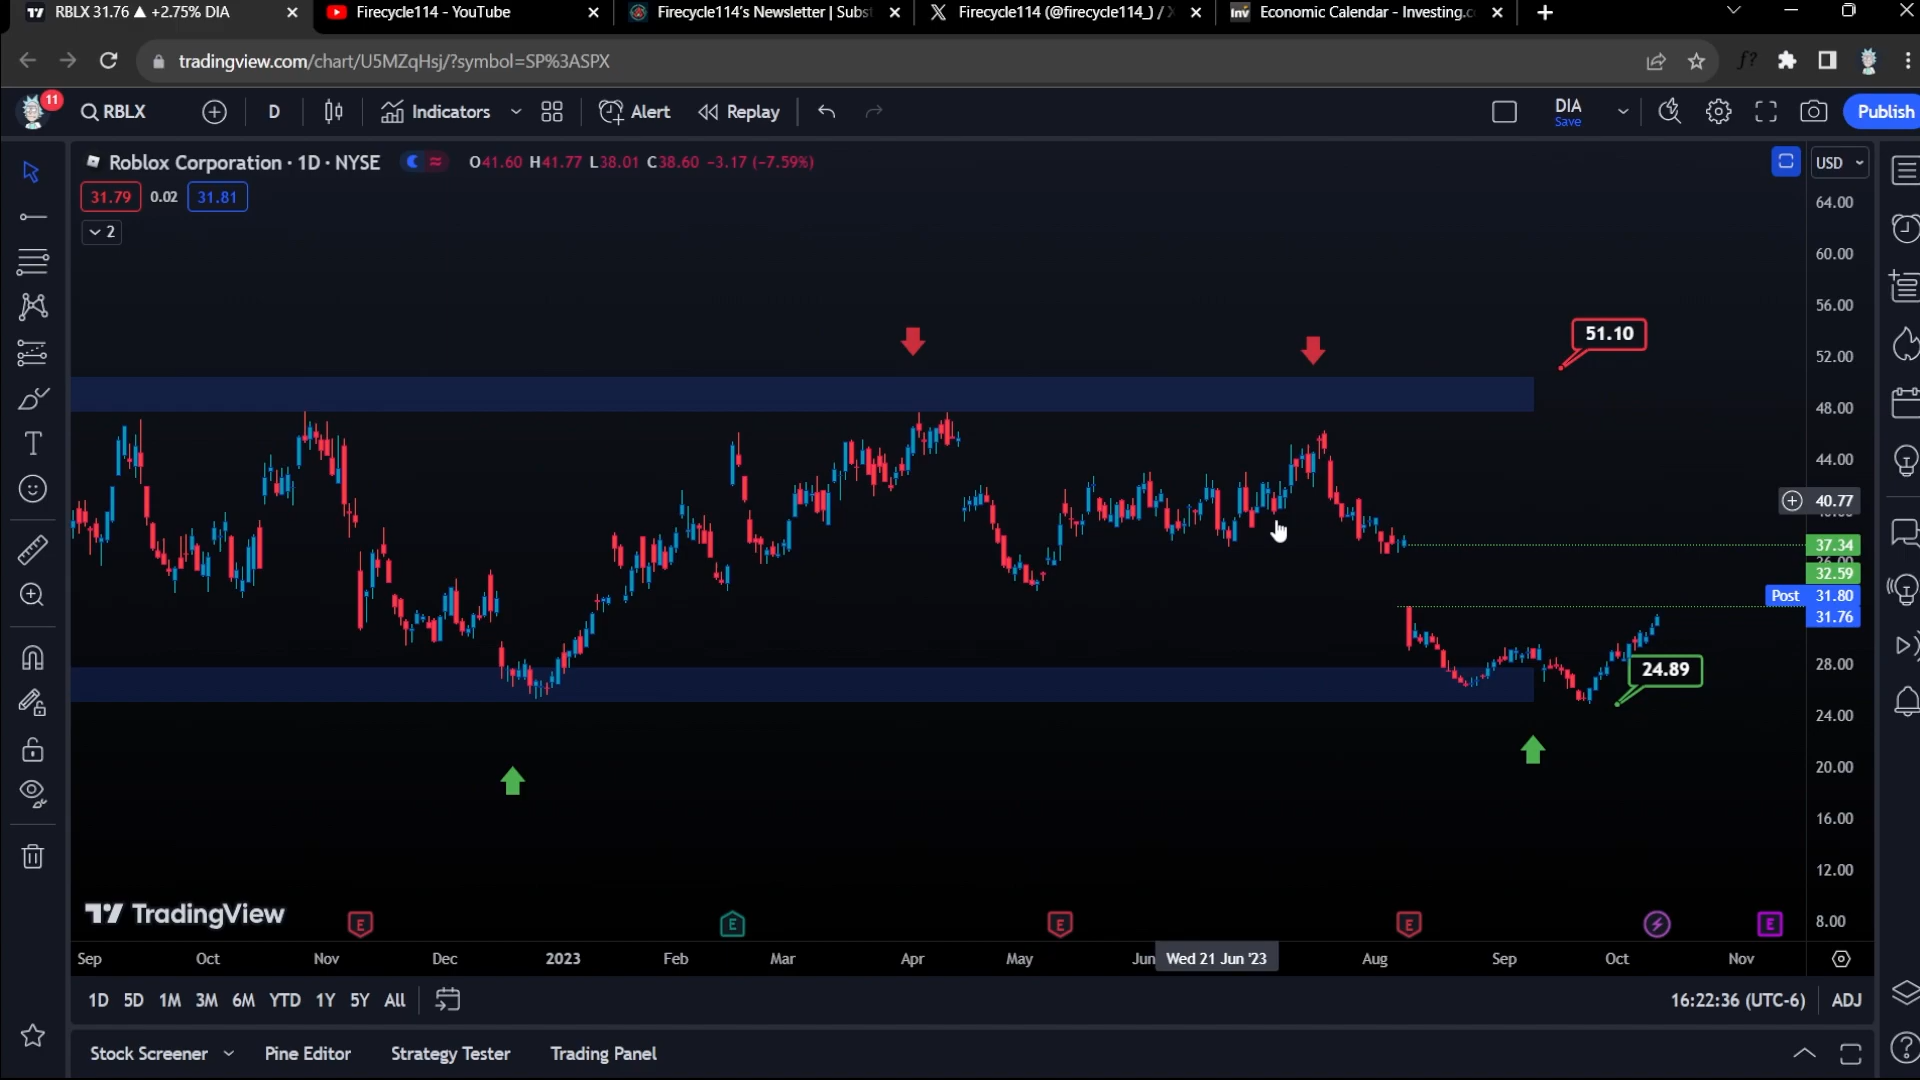 RBLX 31.76 ▲ +2.75% DIA
Firecycle114 - YouTube
Firecycle114's Newsletter | Subst
Firecycle114 (@firecycle114_) / X
Economic Calendar - Investing.c
tradingview.com/chart/U5MZqHsj/?symbol=SP%3ASPX
11
RBLX
D
Indicators
Alert
Replay
DIA
Save
Publish
Roblox Corporation · 1D · NYSE
O41.60 H41.77 L38.01 C38.60 −3.17 (−7.59%)
USD
31.79
0.02
31.81
2
64.00
60.00
56.00
51.10
52.00
48.00
44.00
40.77
37.34
32.59
Post 31.80
31.76
28.00
24.89
24.00
20.00
16.00
12.00
8.00
TradingView
E
E
E
E
E
Sep
Oct
Nov
Dec
2023
Feb
Mar
Apr
May
Jun
Wed 21 Jun '23
Aug
Sep
Oct
Nov
1D
5D
1M
3M
6M
YTD
1Y
5Y
All
16:22:36 (UTC-6)
ADJ
Stock Screener
Pine Editor
Strategy Tester
Trading Panel